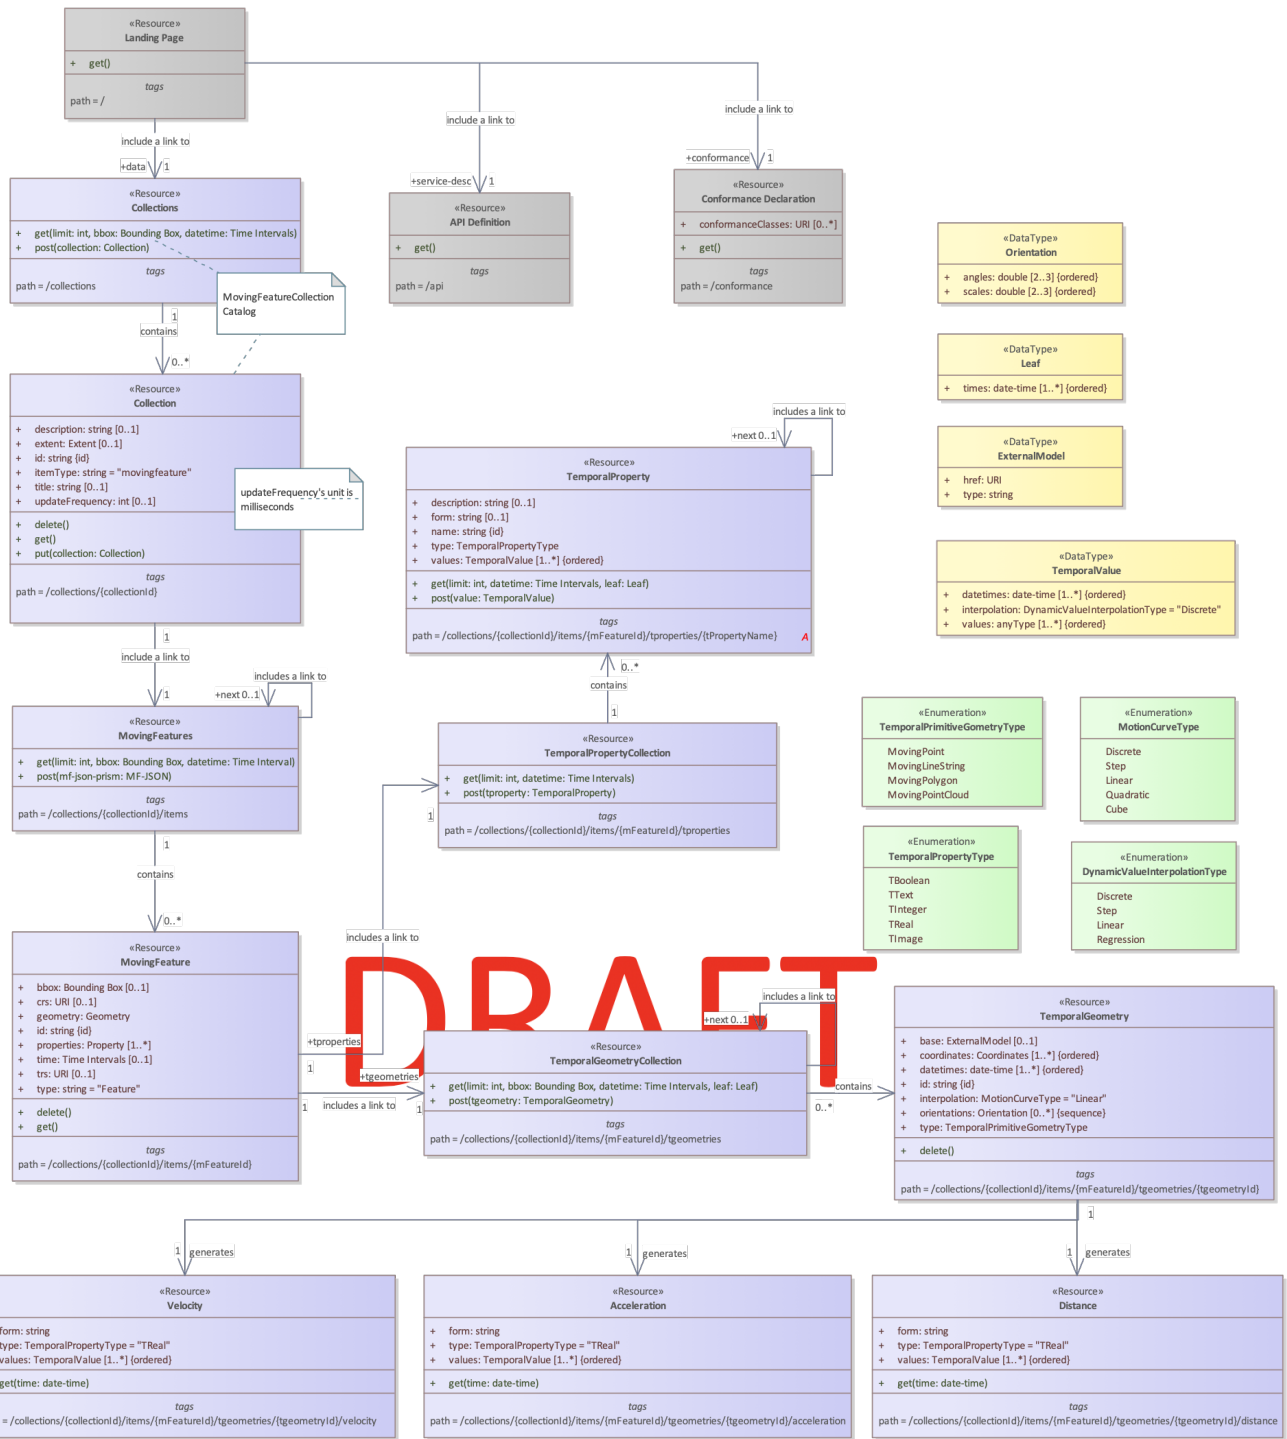 «Resource»
Landing Page
+ get()
tags
path = /
include a link to
+data 1
include a link to
+service-desc 1
include a link to
+conformance 1
«Resource»
Collections
+ get(limit: int, bbox: Bounding Box, datetime: Time Intervals)
+ post(collection: Collection)
tags
path = /collections
MovingFeatureCollection
Catalog
«Resource»
API Definition
+ get()
tags
path = /api
«Resource»
Conformance Declaration
+ conformanceClasses: URI [0..*]
+ get()
tags
path = /conformance
1
contains
0..*
«Resource»
Collection
+ description: string [0..1]
+ extent: Extent [0..1]
+ id: string {id}
+ itemType: string = "movingfeature"
+ title: string [0..1]
+ updateFrequency: int [0..1]
+ delete()
+ get()
+ put(collection: Collection)
tags
path = /collections/{collectionId}
updateFrequency's unit is
milliseconds
1
include a link to
1
includes a link to
+next 0..1
«Resource»
MovingFeatures
+ get(limit: int, bbox: Bounding Box, datetime: Time Interval)
+ post(mf-json-prism: MF-JSON)
tags
path = /collections/{collectionId}/items
1
contains
0..*
«Resource»
MovingFeature
+ bbox: Bounding Box [0..1]
+ crs: URI [0..1]
+ geometry: Geometry
+ id: string {id}
+ properties: Property [1..*]
+ time: Time Intervals [0..1]
+ trs: URI [0..1]
+ type: string = "Feature"
+ delete()
+ get()
tags
path = /collections/{collectionId}/items/{mFeatureId}
includes a link to
+next 0..1
«Resource»
TemporalProperty
+ description: string [0..1]
+ form: string [0..1]
+ name: string {id}
+ type: TemporalPropertyType
+ values: TemporalValue [1..*] {ordered}
+ get(limit: int, datetime: Time Intervals, leaf: Leaf)
+ post(value: TemporalValue)
tags
path = /collections/{collectionId}/items/{mFeatureId}/tproperties/{tPropertyName}
A
0..*
contains
1
«Resource»
TemporalPropertyCollection
+ get(limit: int, datetime: Time Intervals)
+ post(tproperty: TemporalProperty)
tags
path = /collections/{collectionId}/items/{mFeatureId}/tproperties
1
includes a link to
+tproperties
1
+tgeometries
1
includes a link to
1
DRAFT
includes a link to
+next 0..1
«Resource»
TemporalGeometryCollection
+ get(limit: int, bbox: Bounding Box, datetime: Time Intervals, leaf: Leaf)
+ post(tgeometry: TemporalGeometry)
tags
path = /collections/{collectionId}/items/{mFeatureId}/tgeometries
contains
0..*
«DataType»
Orientation
+ angles: double [2..3] {ordered}
+ scales: double [2..3] {ordered}
«DataType»
Leaf
+ times: date-time [1..*] {ordered}
«DataType»
ExternalModel
+ href: URI
+ type: string
«DataType»
TemporalValue
+ datetimes: date-time [1..*] {ordered}
+ interpolation: DynamicValueInterpolationType = "Discrete"
+ values: anyType [1..*] {ordered}
«Enumeration»
TemporalPrimitiveGometryType
MovingPoint
MovingLineString
MovingPolygon
MovingPointCloud
«Enumeration»
MotionCurveType
Discrete
Step
Linear
Quadratic
Cube
«Enumeration»
TemporalPropertyType
TBoolean
TText
TInteger
TReal
TImage
«Enumeration»
DynamicValueInterpolationType
Discrete
Step
Linear
Regression
«Resource»
TemporalGeometry
+ base: ExternalModel [0..1]
+ coordinates: Coordinates [1..*] {ordered}
+ datetimes: date-time [1..*] {ordered}
+ id: string {id}
+ interpolation: MotionCurveType = "Linear"
+ orientations: Orientation [0..*] {sequence}
+ type: TemporalPrimitiveGometryType
+ delete()
tags
path = /collections/{collectionId}/items/{mFeatureId}/tgeometries/{tgeometryId}
1
1 generates
1 generates
1 generates
«Resource»
Velocity
form: string
type: TemporalPropertyType = "TReal"
values: TemporalValue [1..*] {ordered}
get(time: date-time)
tags
= /collections/{collectionId}/items/{mFeatureId}/tgeometries/{tgeometryId}/velocity
«Resource»
Acceleration
+ form: string
+ type: TemporalPropertyType = "TReal"
+ values: TemporalValue [1..*] {ordered}
+ get(time: date-time)
tags
path = /collections/{collectionId}/items/{mFeatureId}/tgeometries/{tgeometryId}/acceleration
«Resource»
Distance
+ form: string
+ type: TemporalPropertyType = "TReal"
+ values: TemporalValue [1..*] {ordered}
+ get(time: date-time)
tags
path = /collections/{collectionId}/items/{mFeatureId}/tgeometries/{tgeometryId}/distance